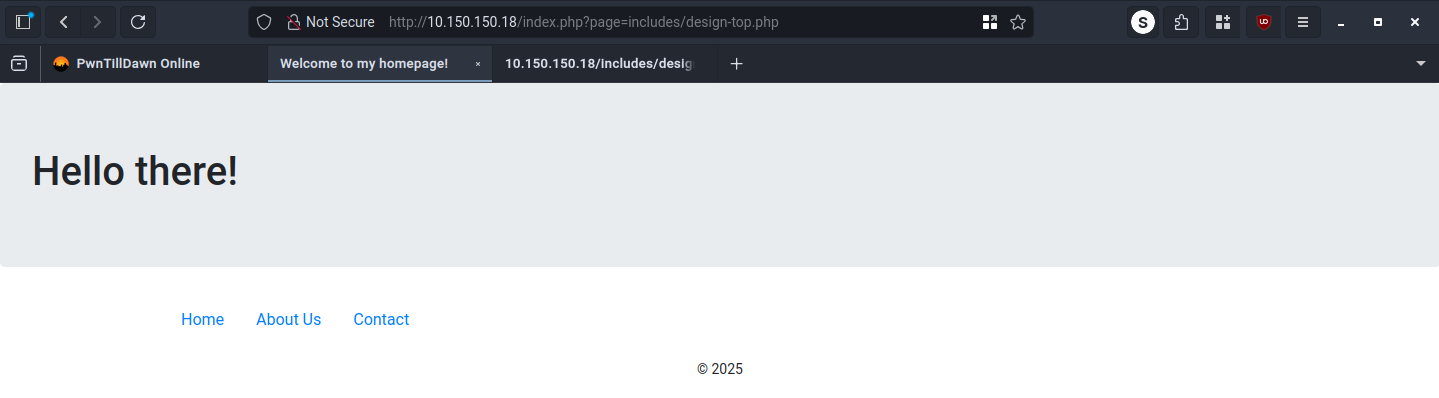 Not Secure http://10.150.150.18/index.php?page=includes/design-top.php S
PwnTillDawn Online Welcome to my homepage! × 10.150.150.18/includes/desig +
Hello there!
Home About Us Contact
© 2025